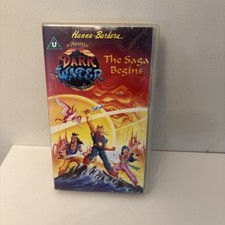 Hanna-Barbera
U
The Pirates of
DARK
WATER
The Saga
Begins